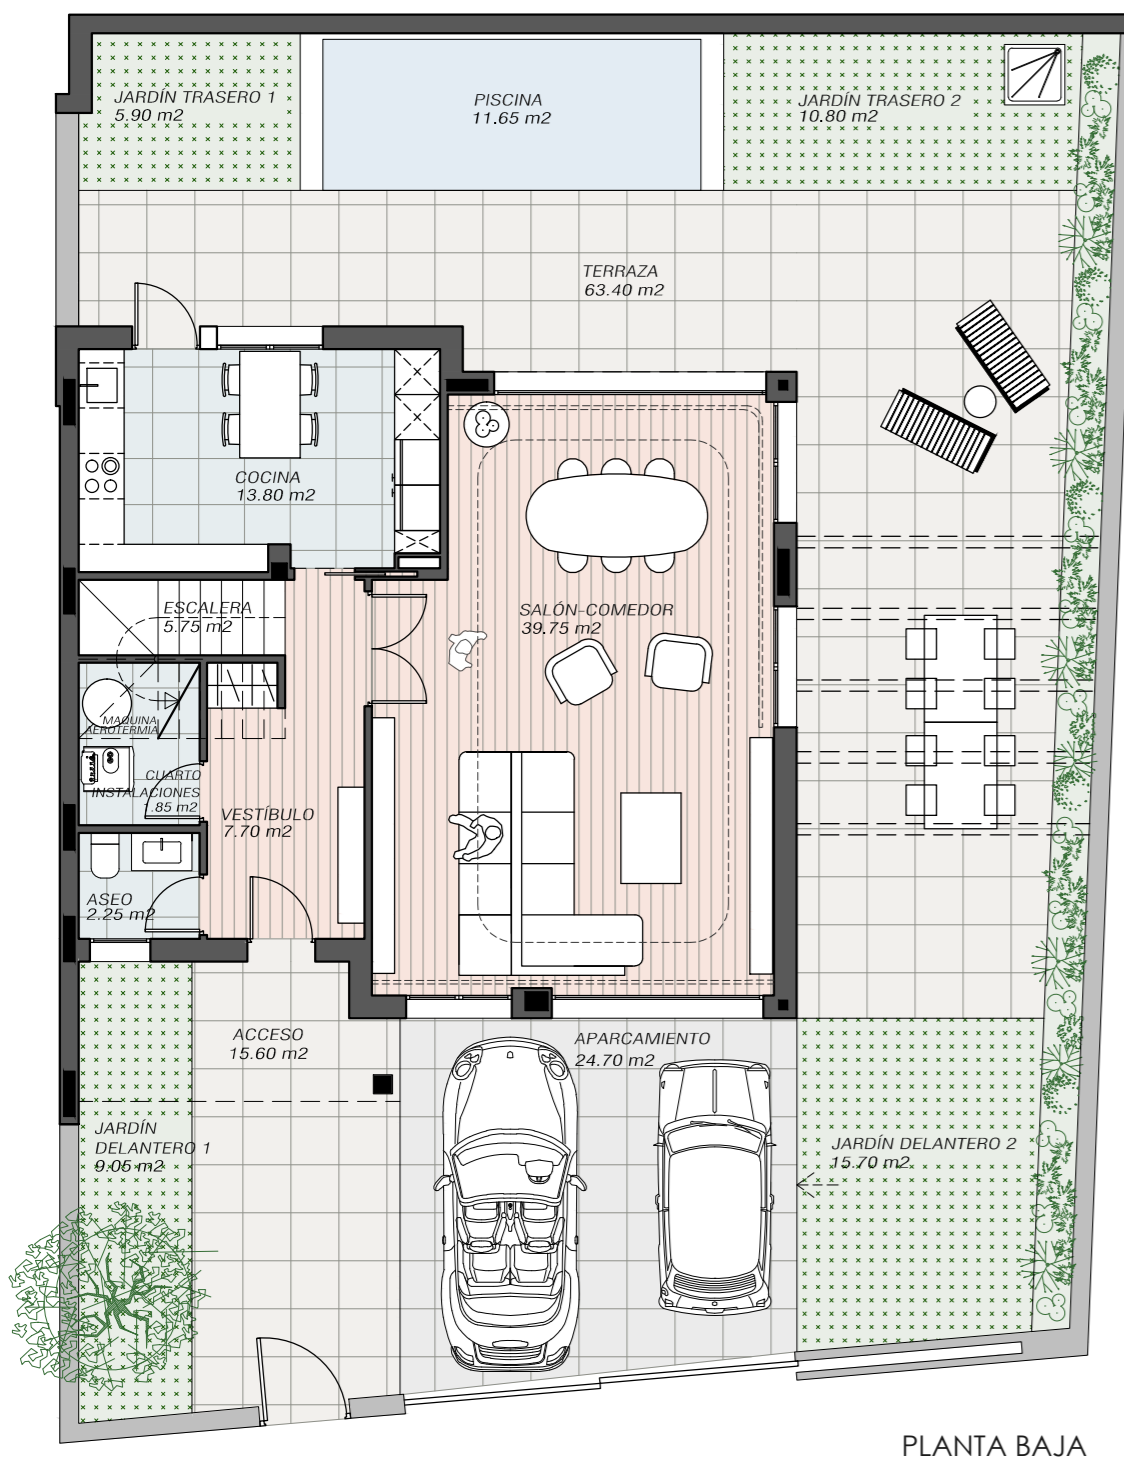 JARDÍN TRASERO 1
5.90 m2
PISCINA
11.65 m2
JARDÍN TRASERO 2
10.80 m2
TERRAZA
63.40 m2
COCINA
13.80 m2
ESCALERA
5.75 m2
SALÓN-COMEDOR
39.75 m2
MAQUINA
AEROTERMIA
CUARTO
INSTALACIONES
1.85 m2
VESTÍBULO
7.70 m2
ASEO
2.25 m2
ACCESO
15.60 m2
APARCAMIENTO
24.70 m2
JARDÍN
DELANTERO 1
9.05 m2
JARDÍN DELANTERO 2
15.70 m2
PLANTA BAJA